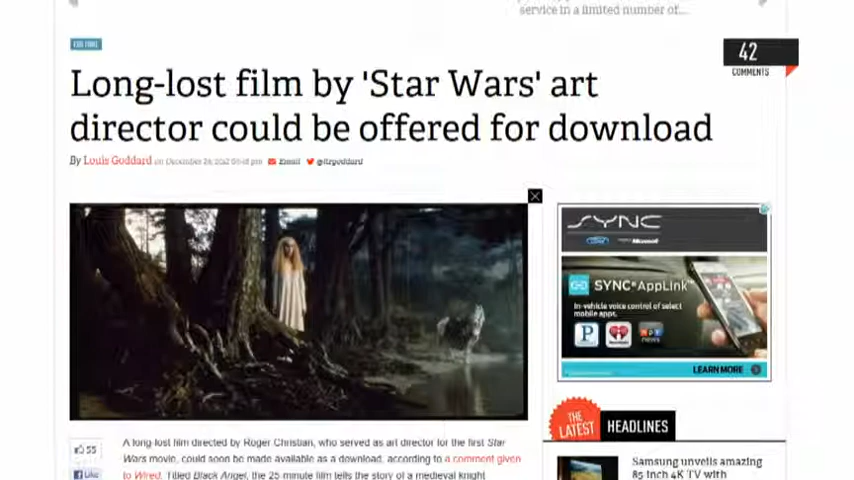 service in a limited number of...
42
COMMENTS
Long-lost film by 'Star Wars' art
director could be offered for download
By Louis Goddard on December 26, 2012 Email
SYNC
Ford Microsoft
SYNC® AppLink™
In-vehicle voice control of select
mobile apps.
LEARN MORE
THE LATEST HEADLINES
A long-lost film directed by Roger Christian, who served as art director for the first Star
Wars movie, could soon be made available as a download, according to a comment given
to Wired. Titled Black Angel, the 25-minute film tells the story of a medieval knight
55
Like
Samsung unveils amazing
85 inch 4K TV with